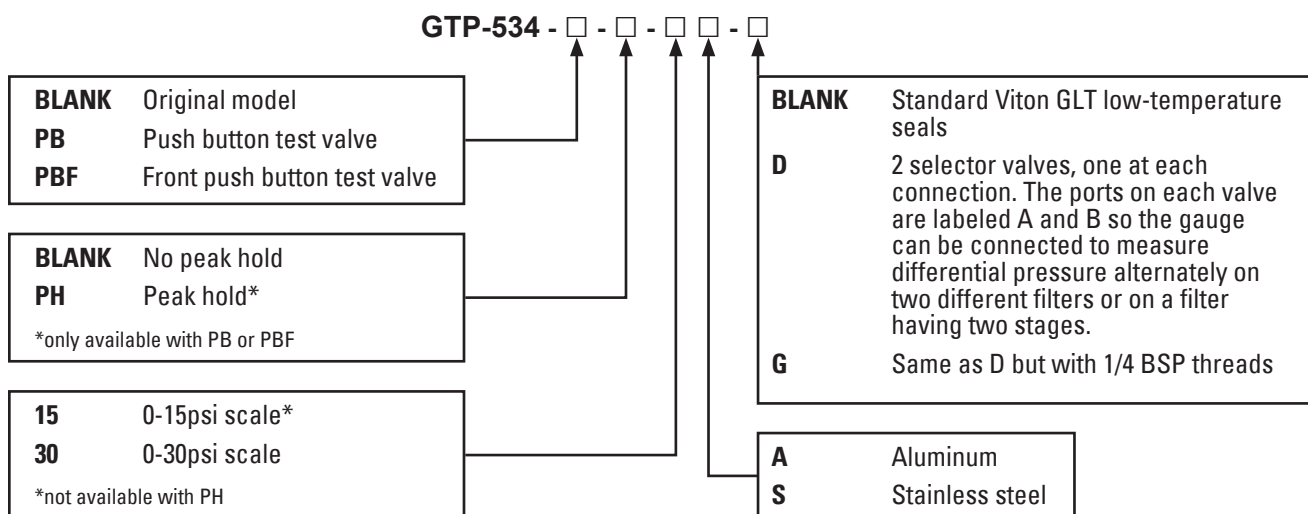 GTP-534 - □ - □ - □ □ - □
BLANK Original model
PB Push button test valve
PBF Front push button test valve
BLANK No peak hold
PH Peak hold*
*only available with PB or PBF
15 0-15psi scale*
30 0-30psi scale
*not available with PH
BLANK Standard Viton GLT low-temperature
seals
D 2 selector valves, one at each
connection. The ports on each valve
are labeled A and B so the gauge
can be connected to measure
differential pressure alternately on
two different filters or on a filter
having two stages.
G Same as D but with 1/4 BSP threads
A Aluminum
S Stainless steel